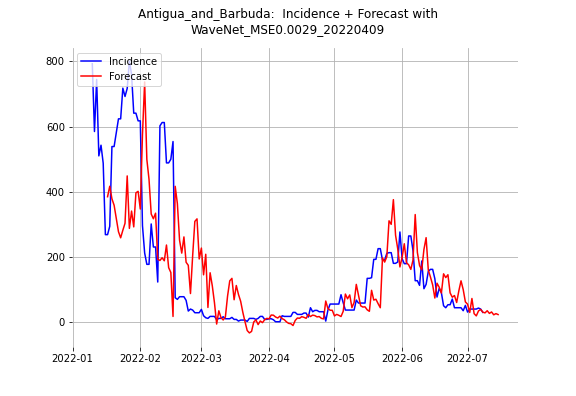 Antigua_and_Barbuda:  Incidence + Forecast with
WaveNet_MSE0.0029_20220409
Incidence
Forecast
800
600
400
200
0
2022-01 2022-02 2022-03 2022-04 2022-05 2022-06 2022-07